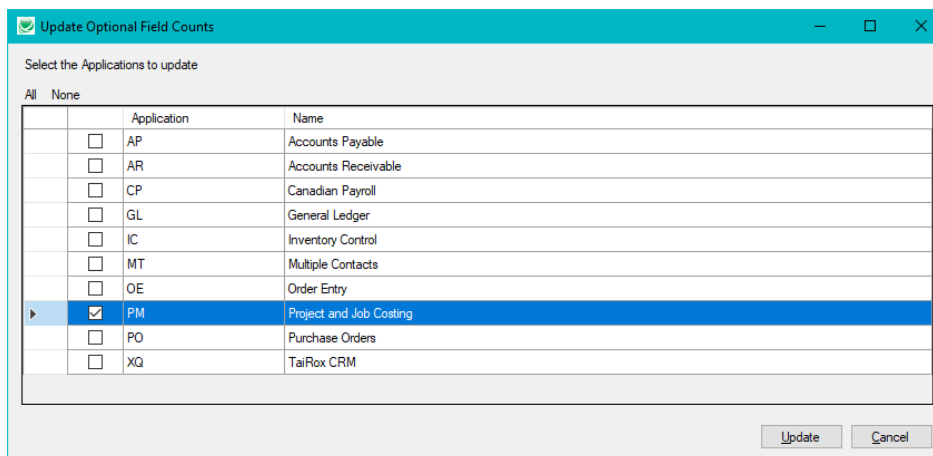 Update Optional Field Counts
Select the Applications to update
All None
Application Name
AP Accounts Payable
AR Accounts Receivable
CP Canadian Payroll
GL General Ledger
IC Inventory Control
MT Multiple Contacts
OE Order Entry
PM Project and Job Costing
PO Purchase Orders
XQ TaiRox CRM
Update Cancel